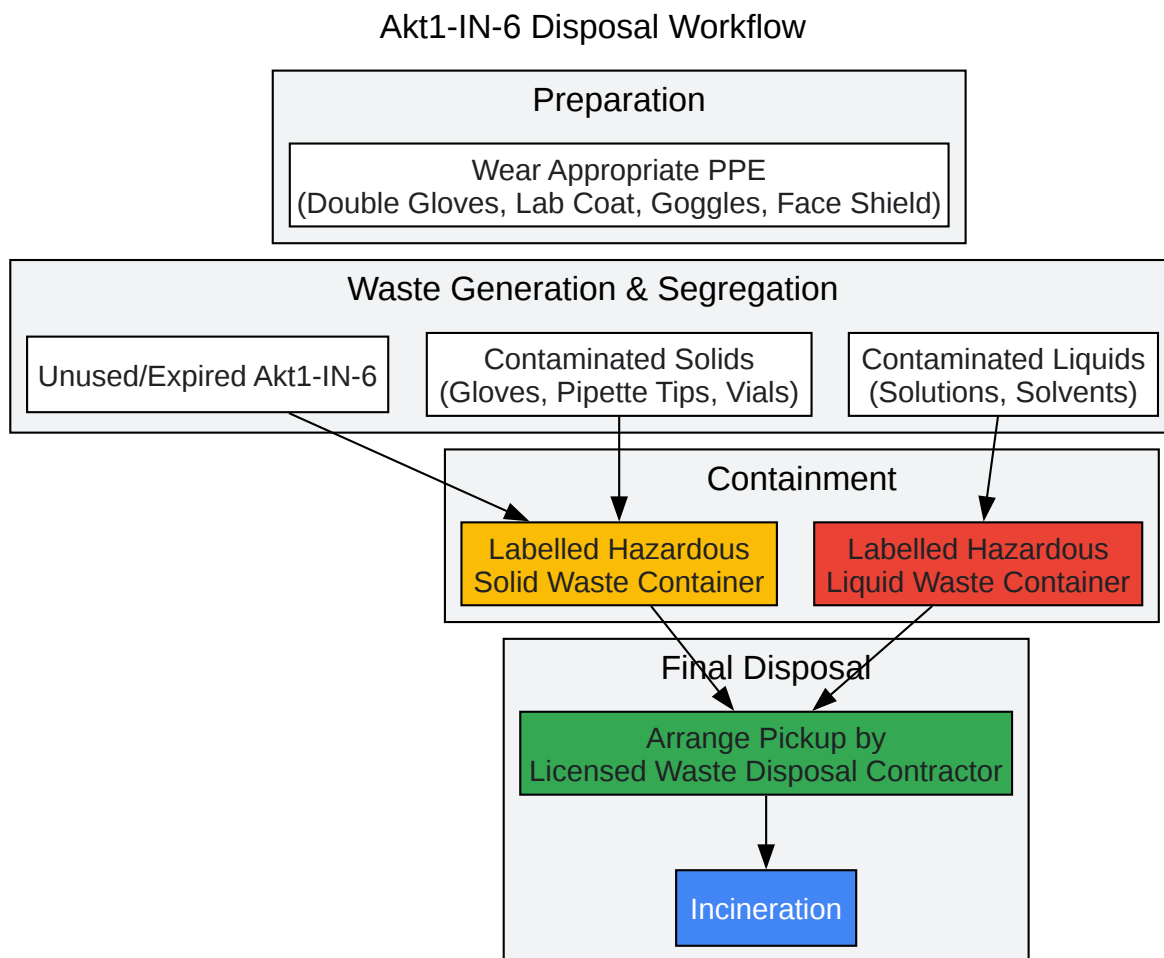 Akt1-IN-6 Disposal Workflow
Preparation
Wear Appropriate PPE
(Double Gloves, Lab Coat, Goggles, Face Shield)
Waste Generation & Segregation
Unused/Expired Akt1-IN-6
Contaminated Solids
(Gloves, Pipette Tips, Vials)
Contaminated Liquids
(Solutions, Solvents)
Containment
Labelled Hazardous
Solid Waste Container
Labelled Hazardous
Liquid Waste Container
Final Disposal
Arrange Pickup by
Licensed Waste Disposal Contractor
Incineration